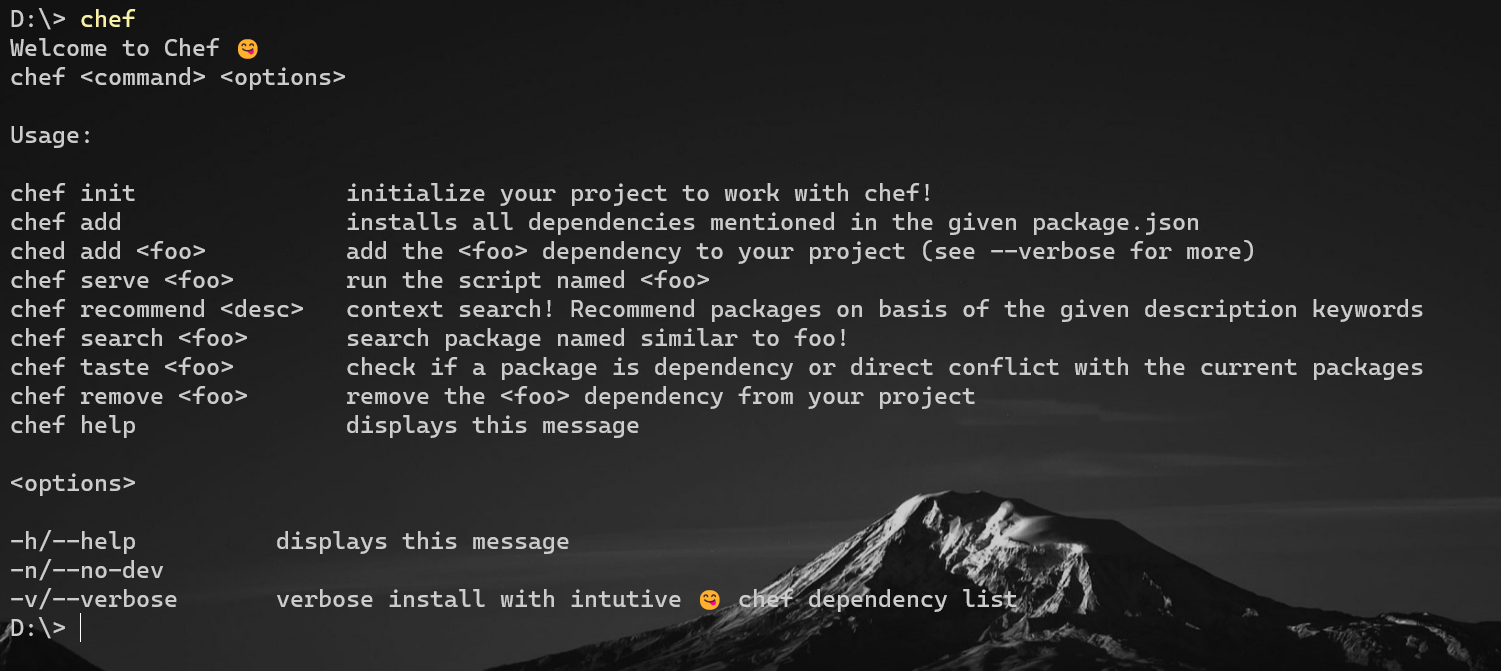 D:\> chef
Welcome to Chef 😋
chef <command> <options>
Usage:
chef init initialize your project to work with chef!
chef add installs all dependencies mentioned in the given package.json
ched add <foo> add the <foo> dependency to your project (see --verbose for more)
chef serve <foo> run the script named <foo>
chef recommend <desc> context search! Recommend packages on basis of the given description keywords
chef search <foo> search package named similar to foo!
chef taste <foo> check if a package is dependency or direct conflict with the current packages
chef remove <foo> remove the <foo> dependency from your project
chef help displays this message
<options>
-h/--help displays this message
-n/--no-dev
-v/--verbose verbose install with intutive 😋 chef dependency list
D:\>